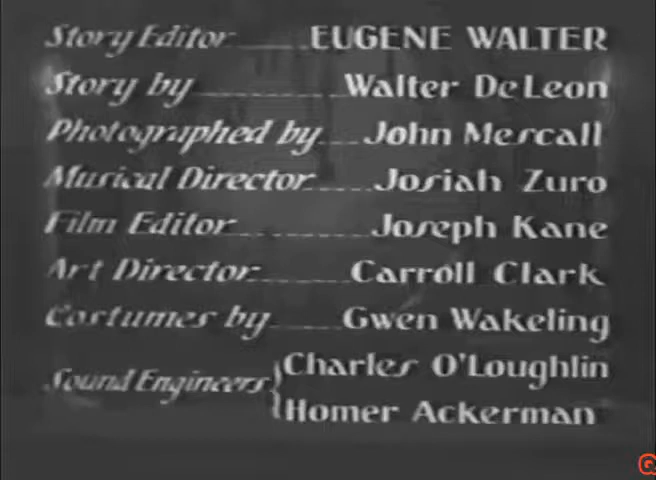 Story Editor EUGENE WALTER
Story by Walter DeLeon
Photographed by John Mescall
Musical Director Josiah Zuro
Film Editor Joseph Kane
Art Director Carroll Clark
Costumes by Gwen Wakeling
Sound Engineers { Charles O'Loughlin
Homer Ackerman
Q